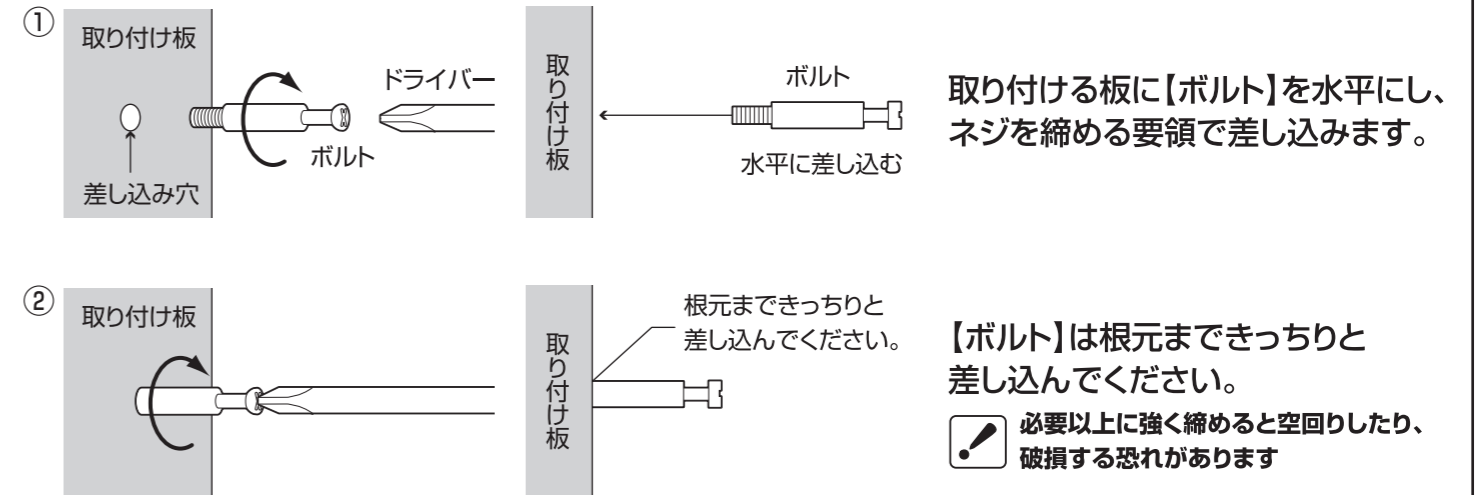 ①
取り付け板
ドライバー
ボルト
差し込み穴
取り付け板
ボルト
水平に差し込む
取り付ける板に【ボルト】を水平にし、
ネジを締める要領で差し込みます。
②
取り付け板
取り付け板
根元まできっちりと
差し込んでください。
【ボルト】は根元まできっちりと
差し込んでください。
必要以上に強く締めると空回りしたり、
破損する恐れがあります